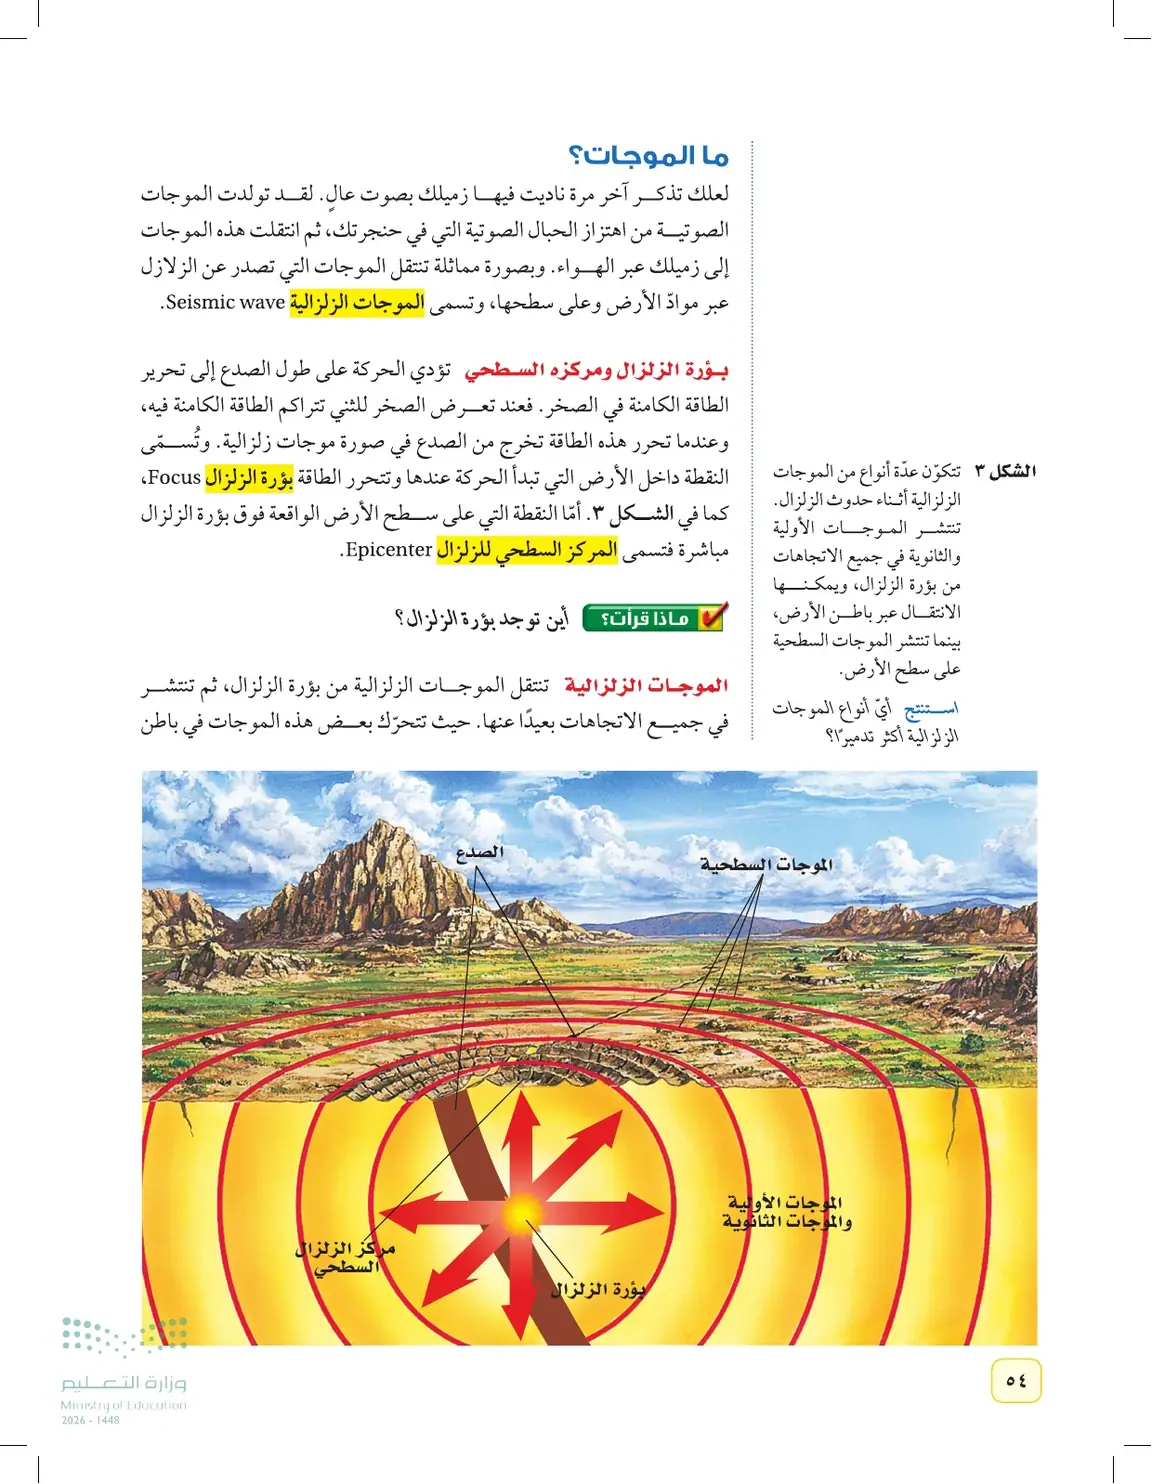 ما الموجات؟
لعلك تذكر آخر مرة ناديت فيها زميلك بصوت عالٍ. لقد تولدت الموجات
الصوتية من اهتزاز الحبال الصوتية التي في حنجرتك، ثم انتقلت هذه الموجات
إلى زميلك عبر الهواء. وبصورة مماثلة تنتقل الموجات التي تصدر عن الزلازل
عبر موادّ الأرض وعلى سطحها، وتسمى الموجات الزلزالية Seismic wave.
بؤرة الزلزال ومركزه السطحي تؤدي الحركة على طول الصدع إلى تحرير
الطاقة الكامنة في الصخر. فعند تعرض الصخر للثني تتراكم الطاقة الكامنة فيه،
وعندما تحرر هذه الطاقة تخرج من الصدع في صورة موجات زلزالية. وتُسمّى
النقطة داخل الأرض التي تبدأ الحركة عندها وتتحرر الطاقة بؤرة الزلزال Focus،
كما في الشكل ٣. أمّا النقطة التي على سطح الأرض الواقعة فوق بؤرة الزلزال
مباشرة فتسمى المركز السطحي للزلزال Epicenter.
ماذا قرأت؟ أين توجد بؤرة الزلزال؟
الموجات الزلزالية تنتقل الموجات الزلزالية من بؤرة الزلزال، ثم تنتشر
في جميع الاتجاهات بعيدًا عنها. حيث تتحرّك بعض هذه الموجات في باطن
الشكل ٣ تتكوّن عدّة أنواع من الموجات
الزلزالية أثناء حدوث الزلزال.
تنتشر الموجات الأولية
والثانوية في جميع الاتجاهات
من بؤرة الزلزال، ويمكنها
الانتقال عبر باطن الأرض،
بينما تنتشر الموجات السطحية
على سطح الأرض.
استنتج أيّ أنواع الموجات
الزلزالية أكثر تدميرًا؟
الصدع
الموجات السطحية
الموجات الأولية
والموجات الثانوية
مركز الزلزال
السطحي
بؤرة الزلزال
وزارة التعليم
Ministry of Education
2026 - 1448
٥٤